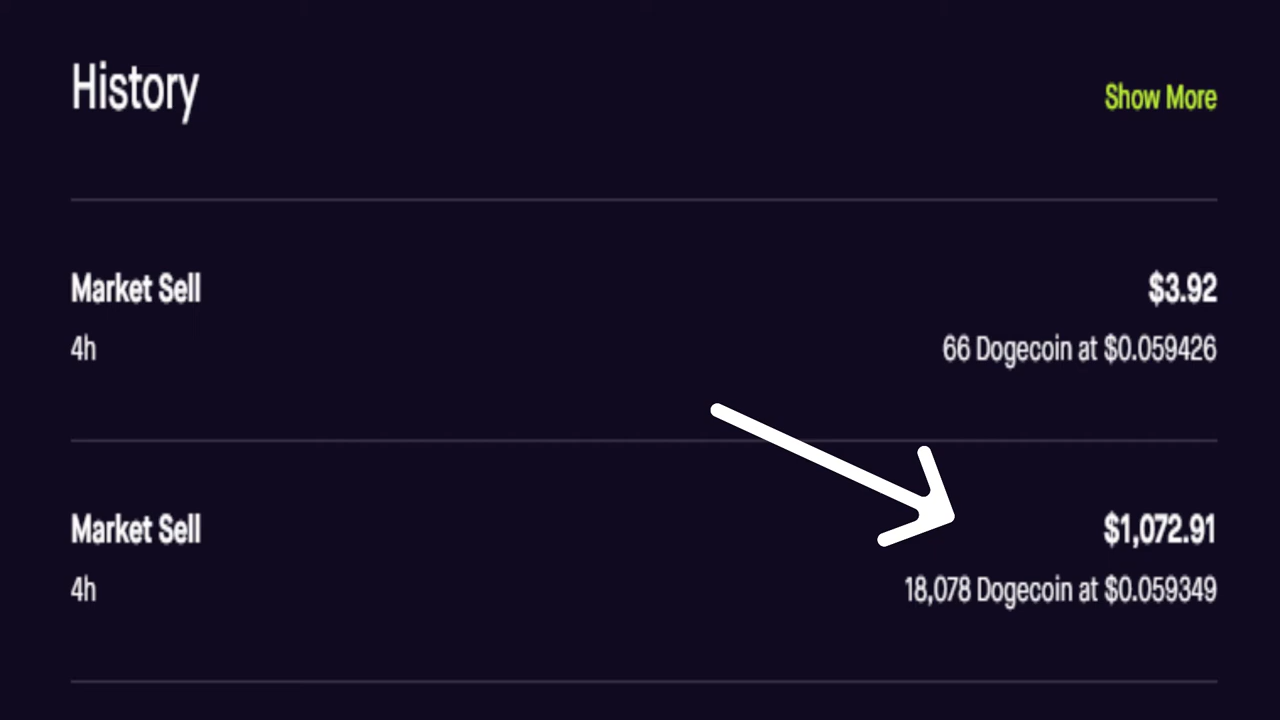 History
Show More
Market Sell
$3.92
4h
66 Dogecoin at $0.059426
Market Sell
$1,072.91
4h
18,078 Dogecoin at $0.059349